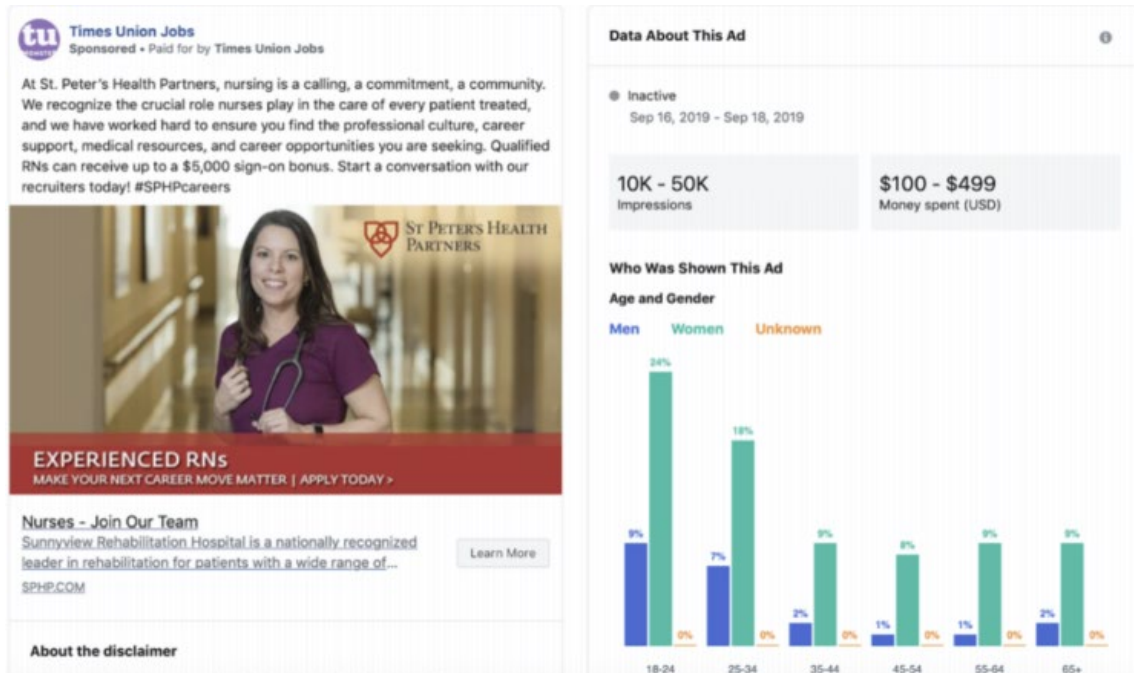 tu
MONSTER
Times Union Jobs
Sponsored • Paid for by Times Union Jobs
At St. Peter's Health Partners, nursing is a calling, a commitment, a community.
We recognize the crucial role nurses play in the care of every patient treated,
and we have worked hard to ensure you find the professional culture, career
support, medical resources, and career opportunities you are seeking. Qualified
RNs can receive up to a $5,000 sign-on bonus. Start a conversation with our
recruiters today! #SPHPcareers
ST PETER'S HEALTH
PARTNERS
EXPERIENCED RNs
MAKE YOUR NEXT CAREER MOVE MATTER | APPLY TODAY >
Nurses - Join Our Team
Sunnyview Rehabilitation Hospital is a nationally recognized
leader in rehabilitation for patients with a wide range of...
Learn More
SPHP.COM
About the disclaimer
Data About This Ad
Inactive
Sep 16, 2019 - Sep 18, 2019
10K - 50K
Impressions
$100 - $499
Money spent (USD)
Who Was Shown This Ad
Age and Gender
Men Women Unknown
9% 24% 0%
7% 18% 0%
2% 9% 0%
1% 8% 0%
1% 9% 0%
2% 9% 0%
18-24 25-34 35-44 45-54 55-64 65+